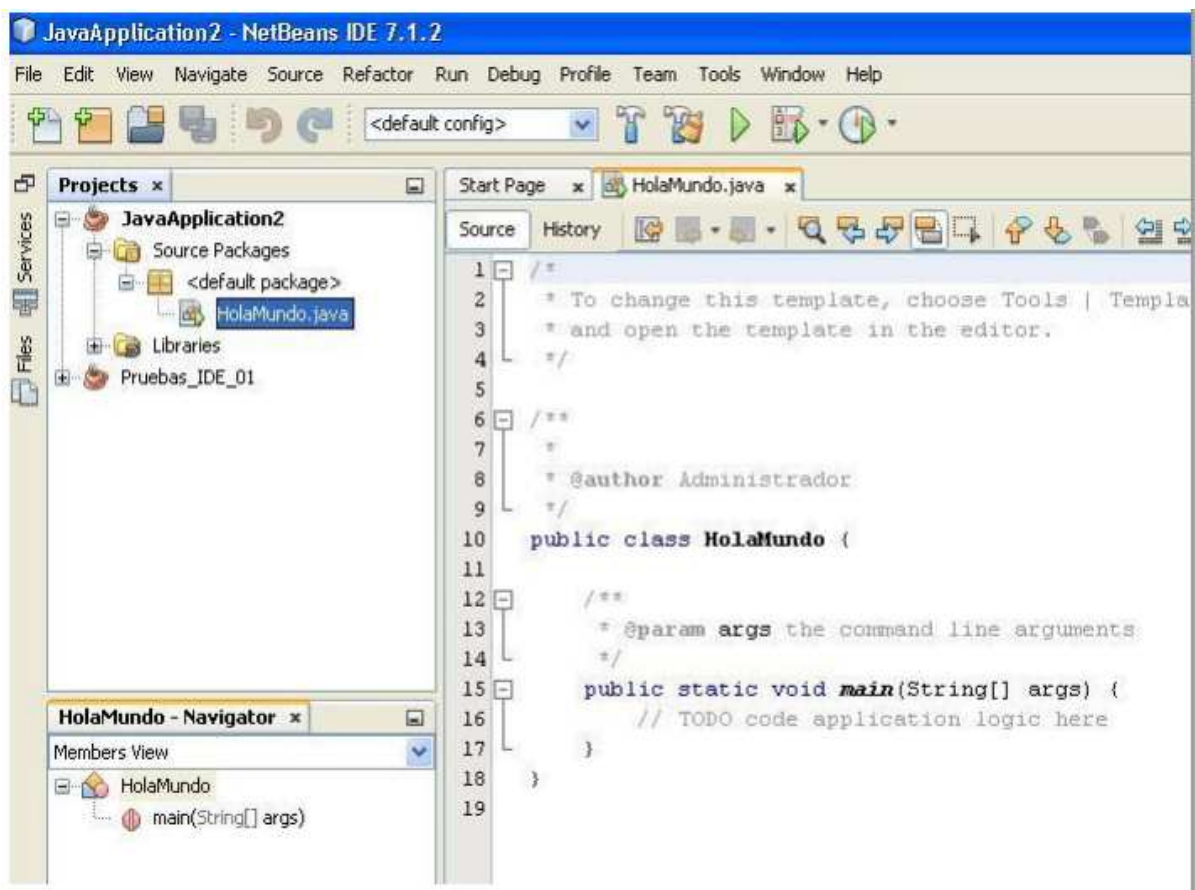 JavaApplication2 - NetBeans IDE 7.1.2
File Edit View Navigate Source Refactor Run Debug Profile Team Tools Window Help
<default config>
Projects
JavaApplication2
Source Packages
<default package>
HolaMundo.java
Libraries
Pruebas_IDE_01
Services
Files
HolaMundo - Navigator
Members View
HolaMundo
main(String[] args)
Start Page HolaMundo.java
Source History
1 /*
2  * To change this template, choose Tools | Templa
3  * and open the template in the editor.
4  */
5
6 /**
7  *
8  * @author Administrador
9  */
10 public class HolaMundo {
11
12     /**
13      * @param args the command line arguments
14      */
15     public static void main(String[] args) {
16         // TODO code application logic here
17     }
18 }
19